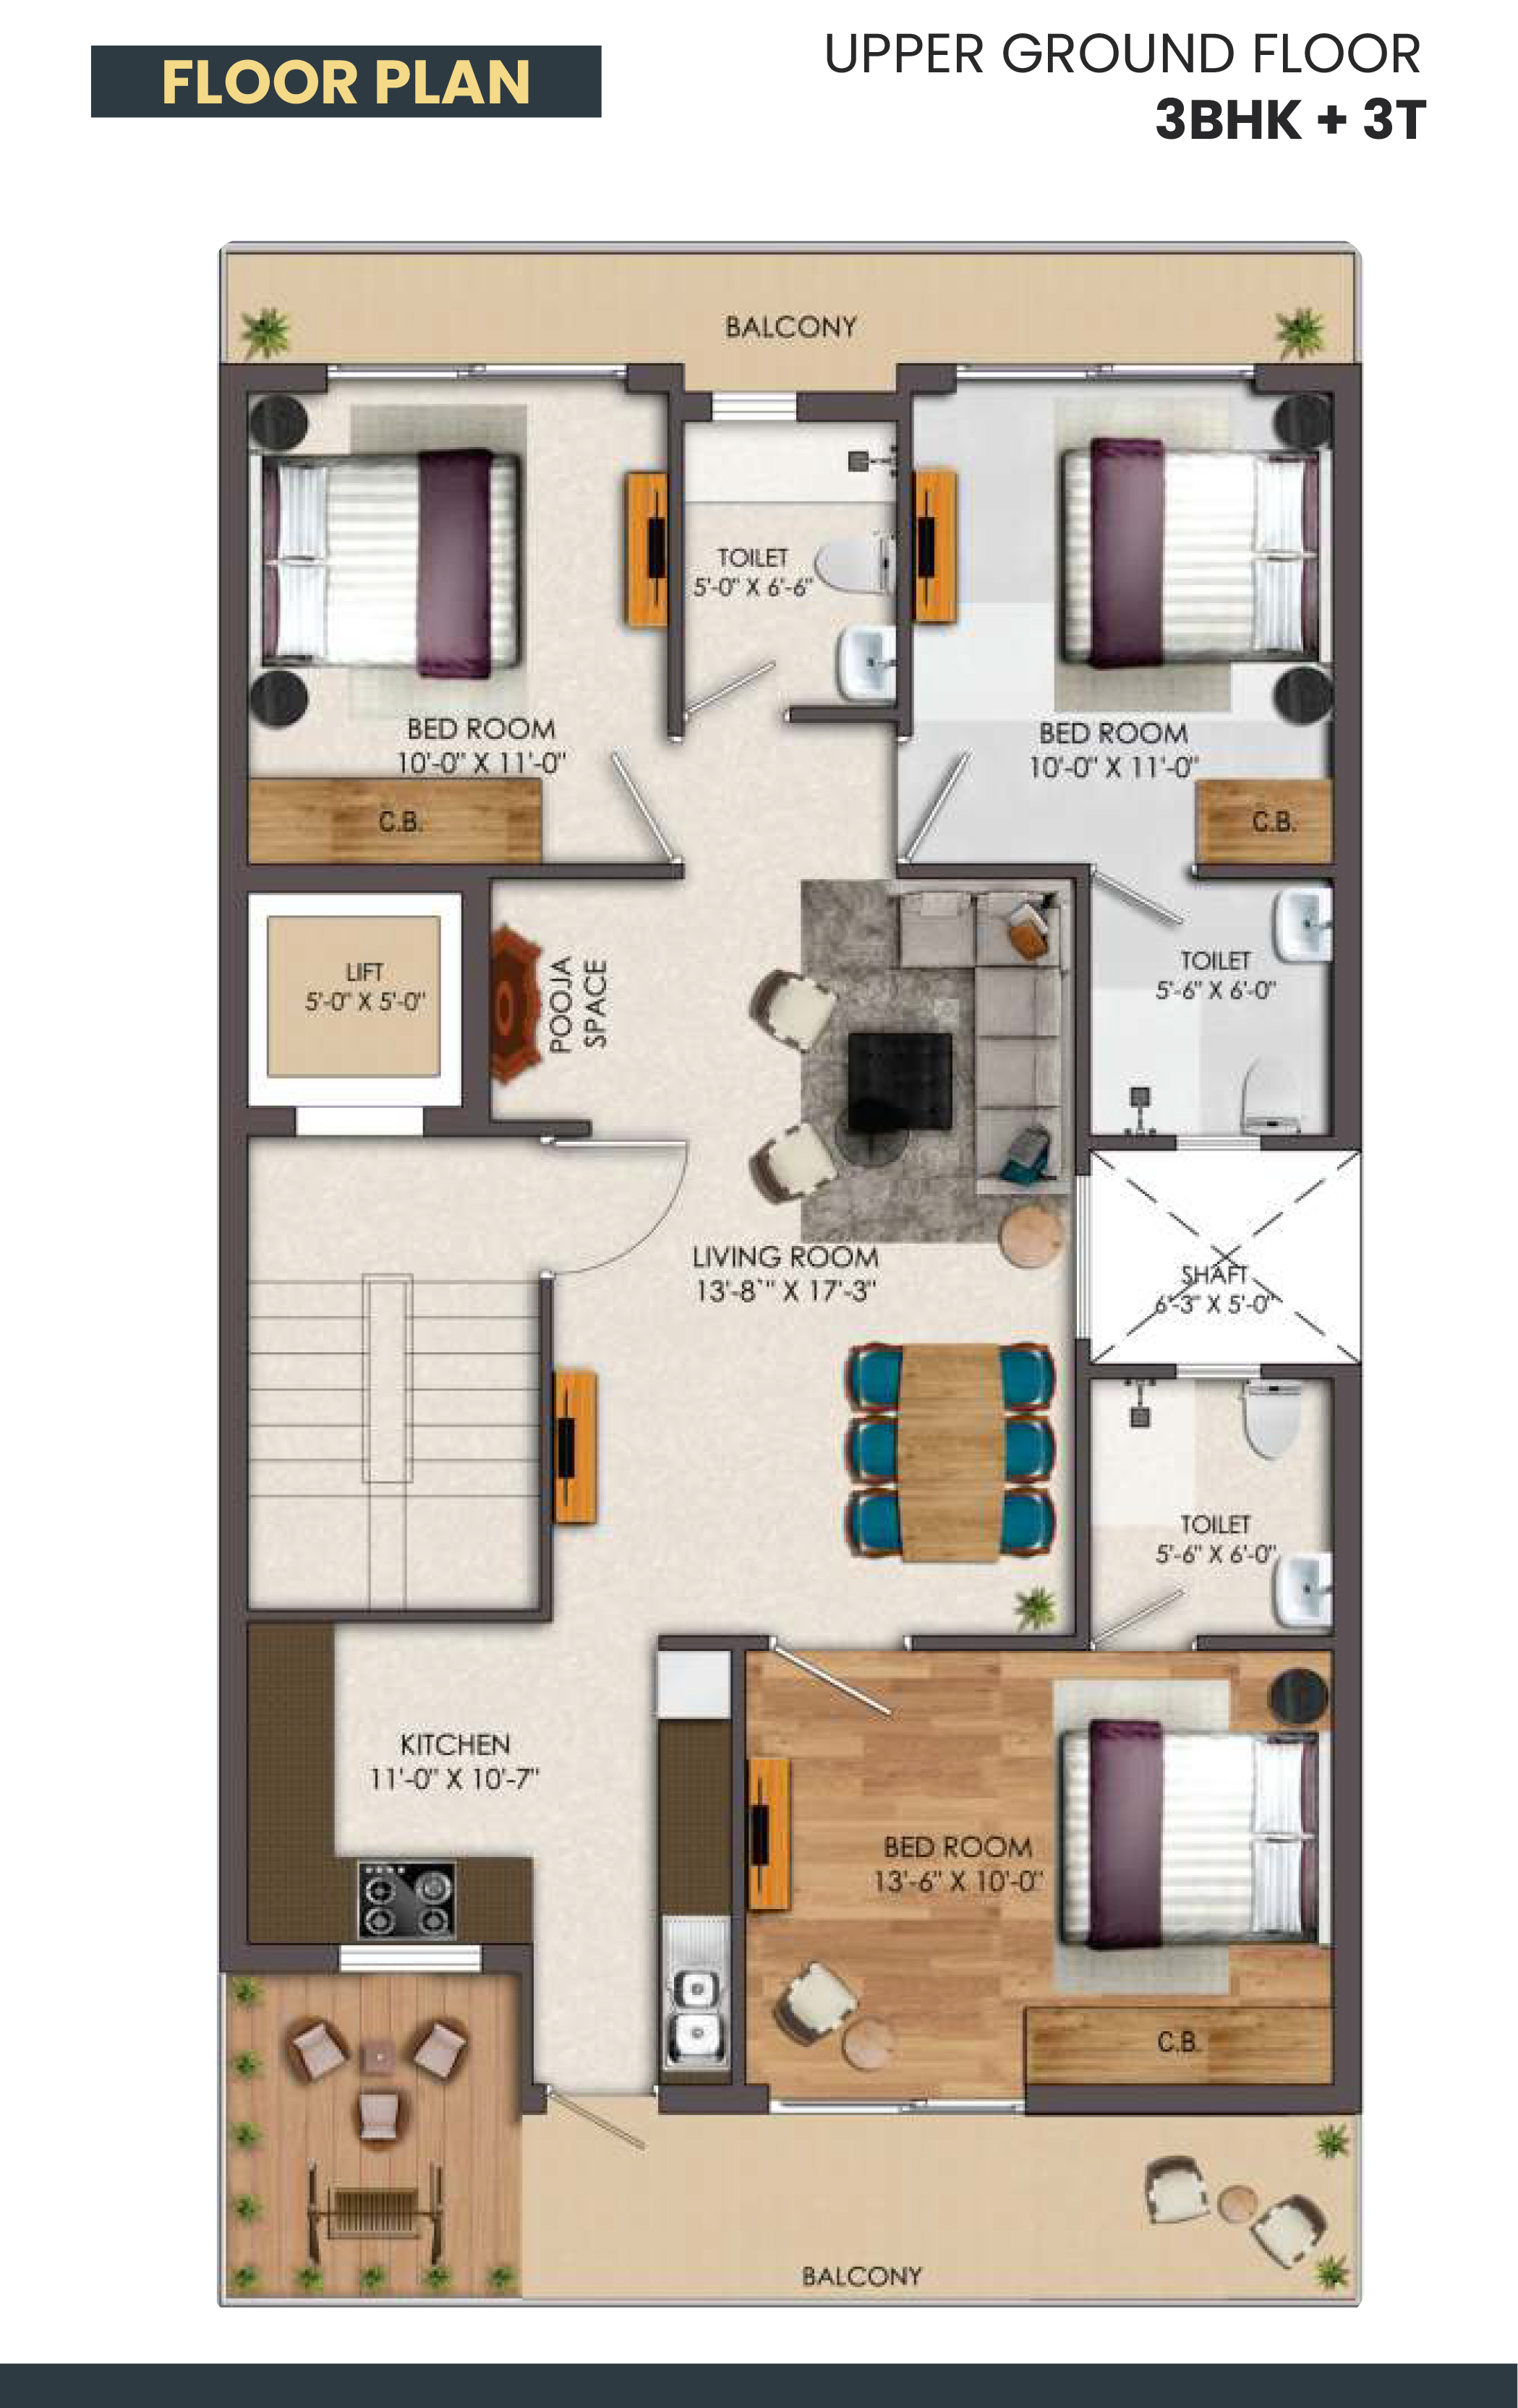 FLOOR PLAN
UPPER GROUND FLOOR
3BHK + 3T
BALCONY
TOILET
5'-0" X 6'-6"
BED ROOM
10'-0" X 11'-0"
BED ROOM
10'-0" X 11'-0"
C.B.
C.B.
LIFT
5'-0" X 5'-0"
POOJA
SPACE
TOILET
5'-6" X 6'-0"
LIVING ROOM
13'-8`" X 17'-3"
SHAFT
6'-3" X 5'-0"
TOILET
5'-6" X 6'-0"
KITCHEN
11'-0" X 10'-7"
BED ROOM
13'-6" X 10'-0"
C.B.
BALCONY